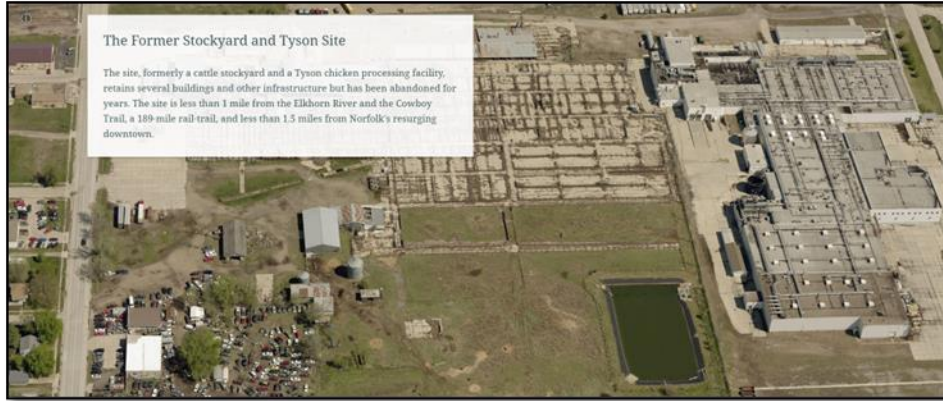 The Former Stockyard and Tyson Site
The site, formerly a cattle stockyard and a Tyson chicken processing facility,
retains several buildings and other infrastructure but has been abandoned for
years. The site is less than 1 mile from the Elkhorn River and the Cowboy
Trail, a 189-mile rail-trail, and less than 1.5 miles from Norfolk's resurging
downtown.